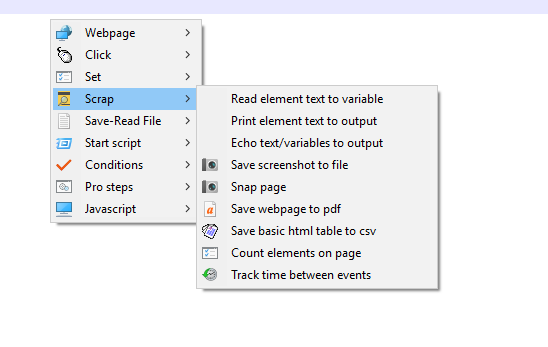 Webpage
Click
Set
Scrap
Save-Read File
Start script
Conditions
Pro steps
Javascript
Read element text to variable
Print element text to output
Echo text/variables to output
Save screenshot to file
Snap page
Save webpage to pdf
Save basic html table to csv
Count elements on page
Track time between events